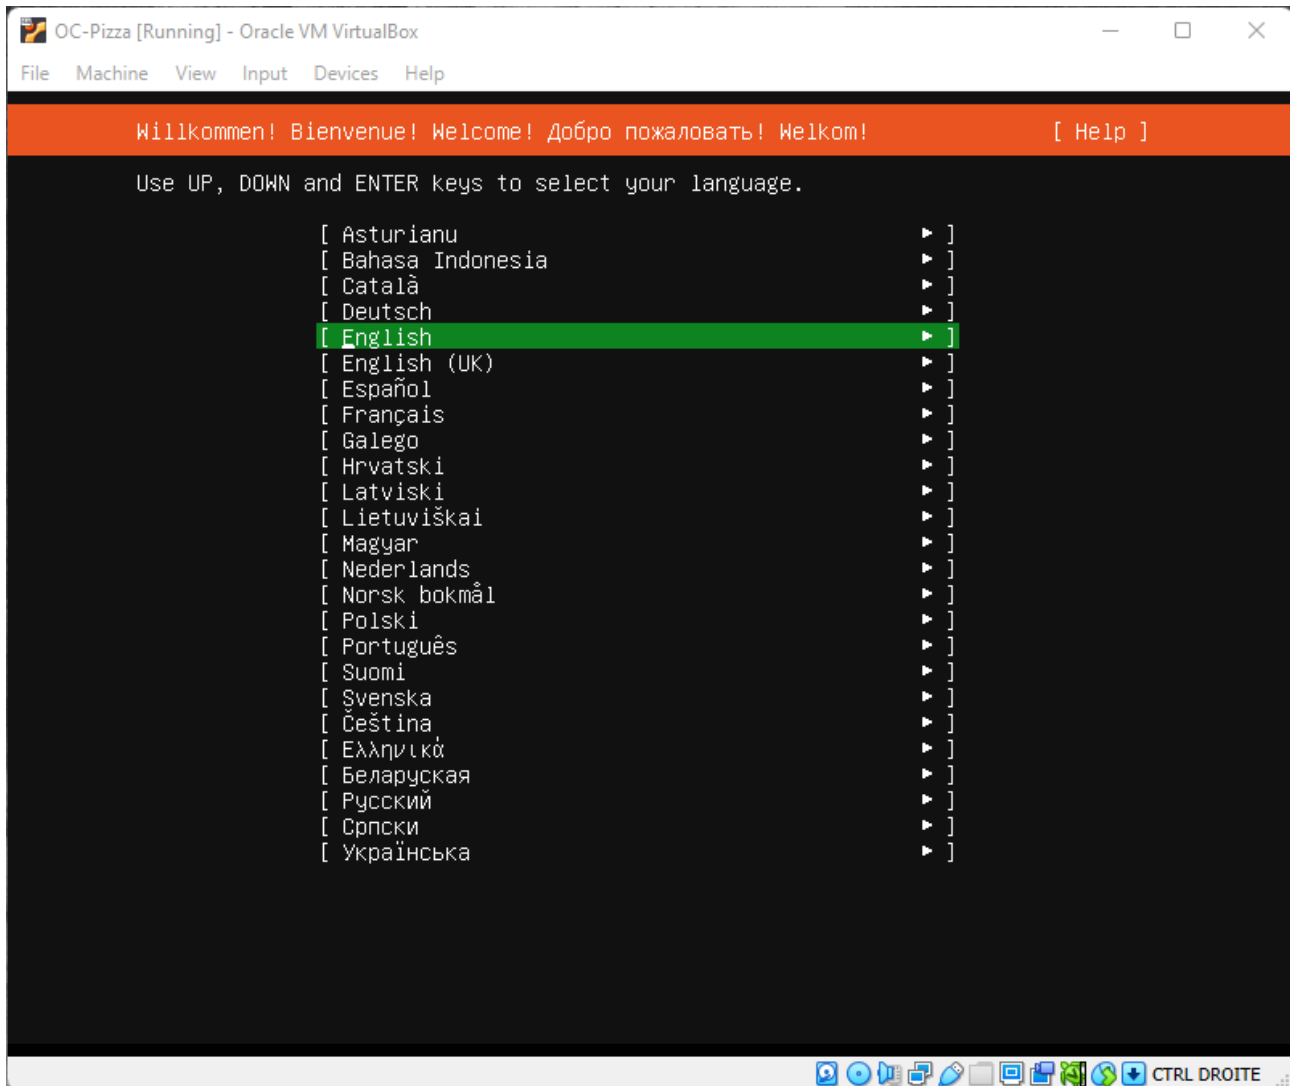 OC-Pizza [Running] - Oracle VM VirtualBox
File Machine View Input Devices Help
Willkommen! Bienvenue! Welcome! Добро пожаловать! Welkom! [ Help ]
Use UP, DOWN and ENTER keys to select your language.
[ Asturianu ▸ ]
[ Bahasa Indonesia ▸ ]
[ Català ▸ ]
[ Deutsch ▸ ]
[ English ▸ ]
[ English (UK) ▸ ]
[ Español ▸ ]
[ Français ▸ ]
[ Galego ▸ ]
[ Hrvatski ▸ ]
[ Latviski ▸ ]
[ Lietuviškai ▸ ]
[ Magyar ▸ ]
[ Nederlands ▸ ]
[ Norsk bokmål ▸ ]
[ Polski ▸ ]
[ Português ▸ ]
[ Suomi ▸ ]
[ Svenska ▸ ]
[ Čeština ▸ ]
[ Ελληνικά ▸ ]
[ Беларуская ▸ ]
[ Русский ▸ ]
[ Српски ▸ ]
[ Українська ▸ ]
CTRL DROITE